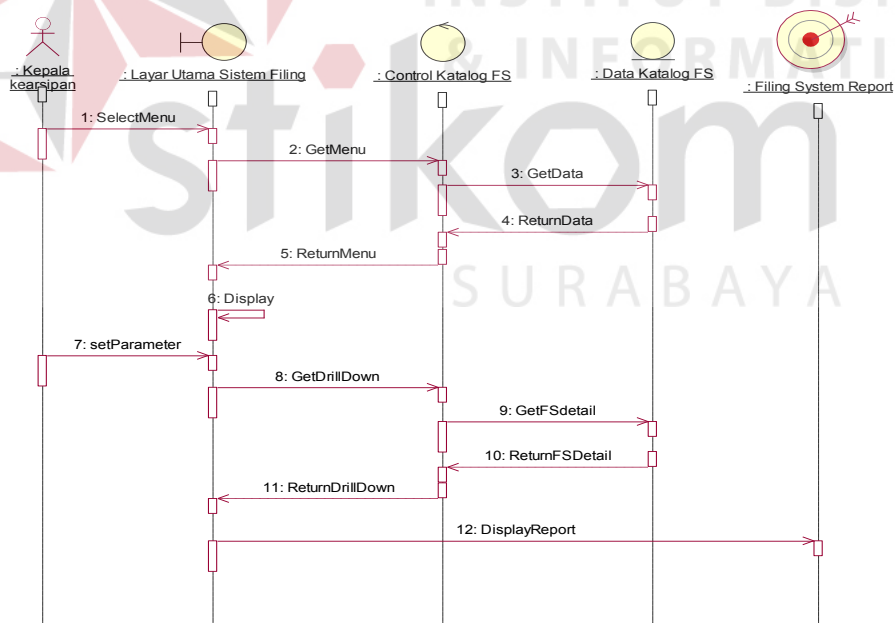 INSTITUT BISI
& INFORMATI
stikom
SURABAYA
: Kepala
kearsipan
: Layar Utama Sistem Filing
: Control Katalog FS
: Data Katalog FS
: Filing System Report
1: SelectMenu
2: GetMenu
3: GetData
4: ReturnData
5: ReturnMenu
6: Display
7: setParameter
8: GetDrillDown
9: GetFSdetail
10: ReturnFSDetail
11: ReturnDrillDown
12: DisplayReport